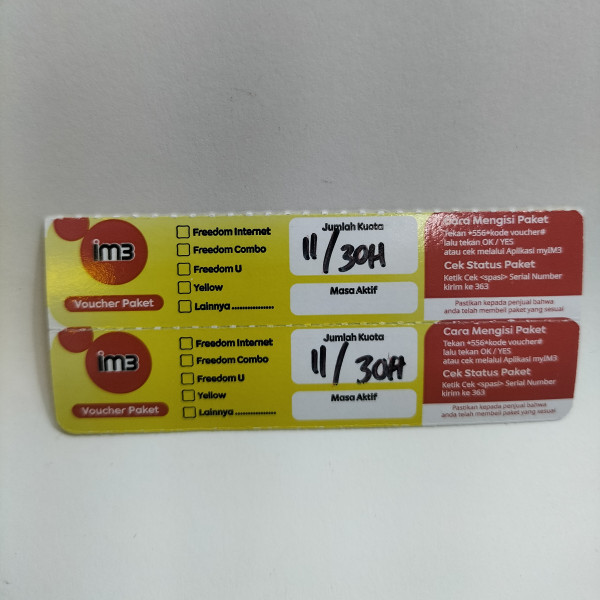 im3
Voucher Paket
Freedom Internet
Freedom Combo
Freedom U
Yellow
Lainnya ...............
Jumlah Kuota
11/30H
Masa Aktif
Cara Mengisi Paket
Tekan *556*kode voucher#
lalu tekan OK / YES
atau cek melalui Aplikasi myIM3
Cek Status Paket
Ketik Cek <spasi> Serial Number
kirim ke 363
Pastikan kepada penjual bahwa
anda telah membeli paket yang sesuai
im3
Voucher Paket
Freedom Internet
Freedom Combo
Freedom U
Yellow
Lainnya ...............
Jumlah Kuota
11/30H
Masa Aktif
Cara Mengisi Paket
Tekan *556*kode voucher#
lalu tekan OK / YES
atau cek melalui Aplikasi myIM3
Cek Status Paket
Ketik Cek <spasi> Serial Number
kirim ke 363
Pastikan kepada penjual bahwa
anda telah membeli paket yang sesuai